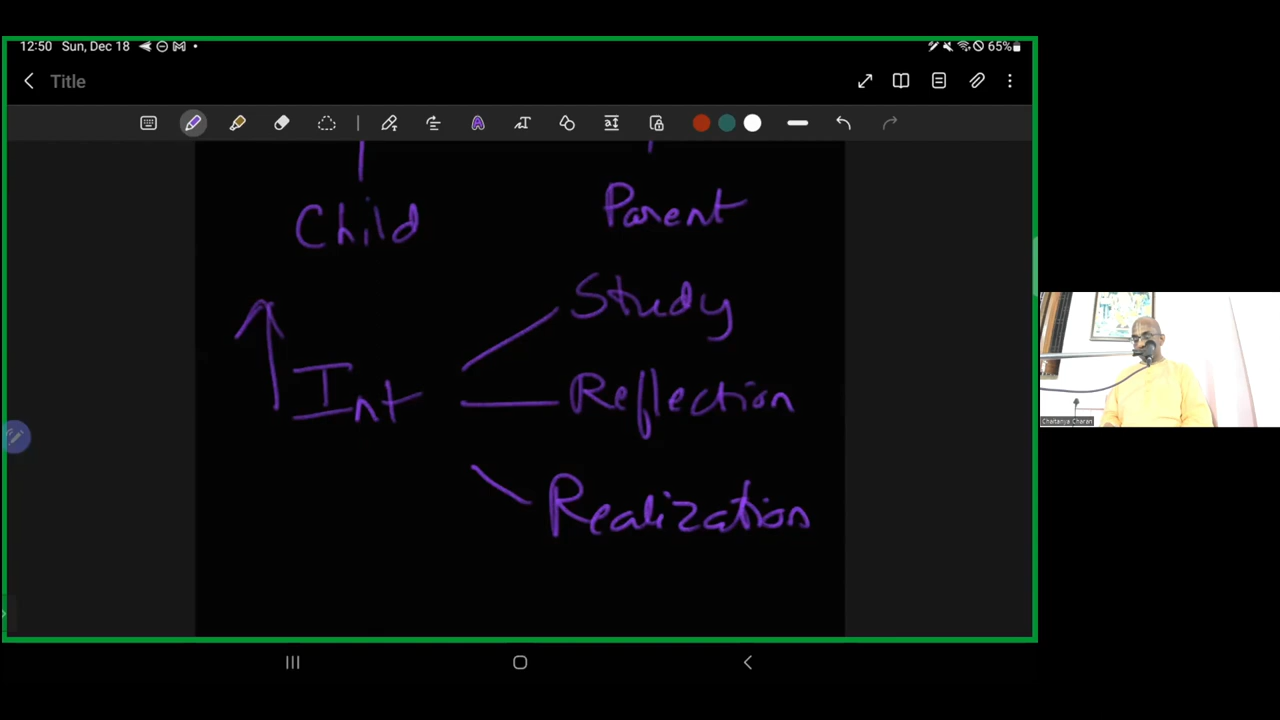 12:50 Sun, Dec 18 65%
Title
Child Parent
Study
Int Reflection
Realization
Chaitanya Charan